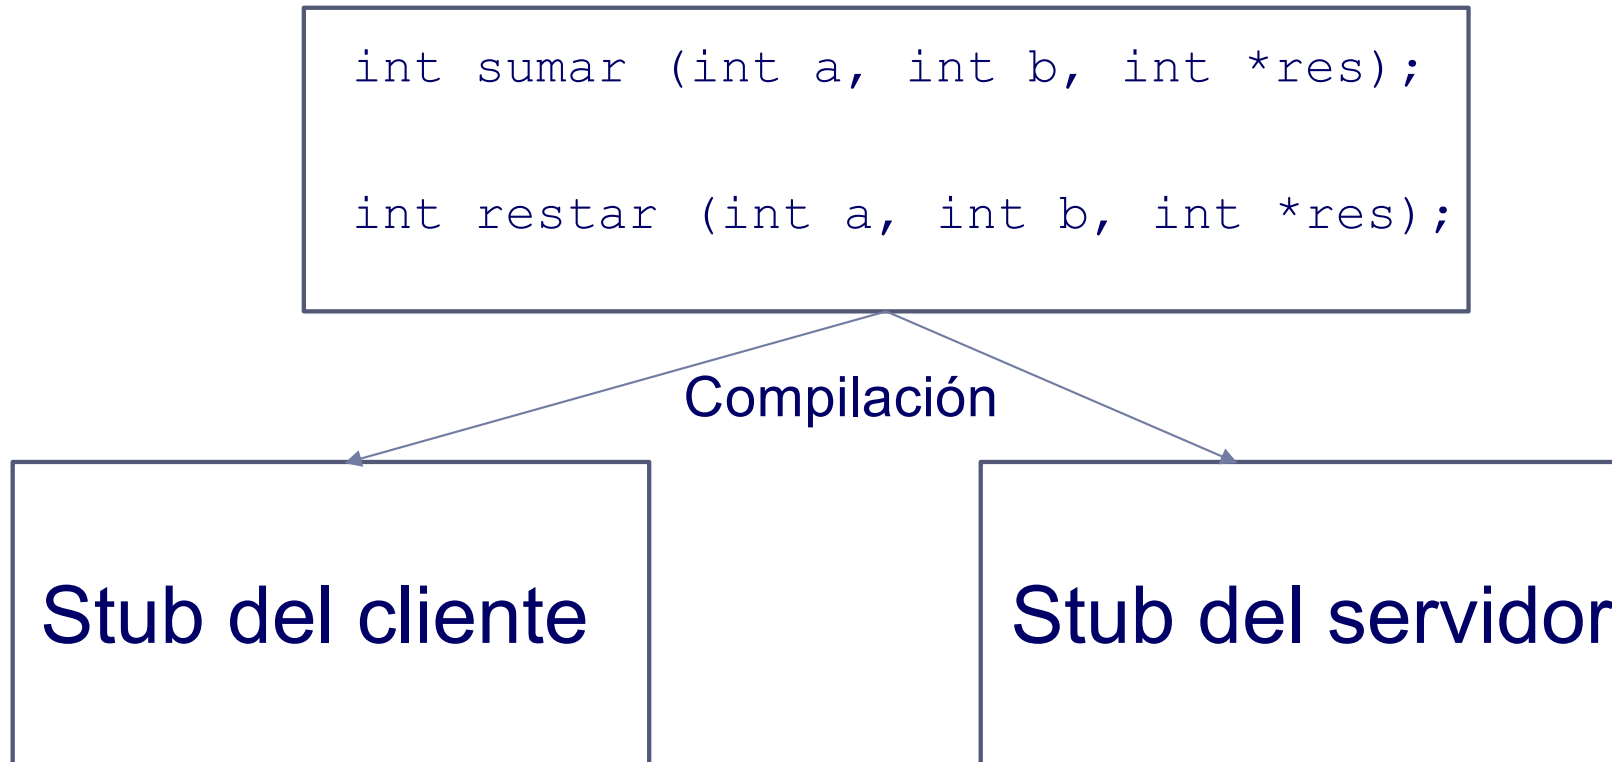 int sumar (int a, int b, int *res);
int restar (int a, int b, int *res);
Compilación
Stub del cliente
Stub del servidor